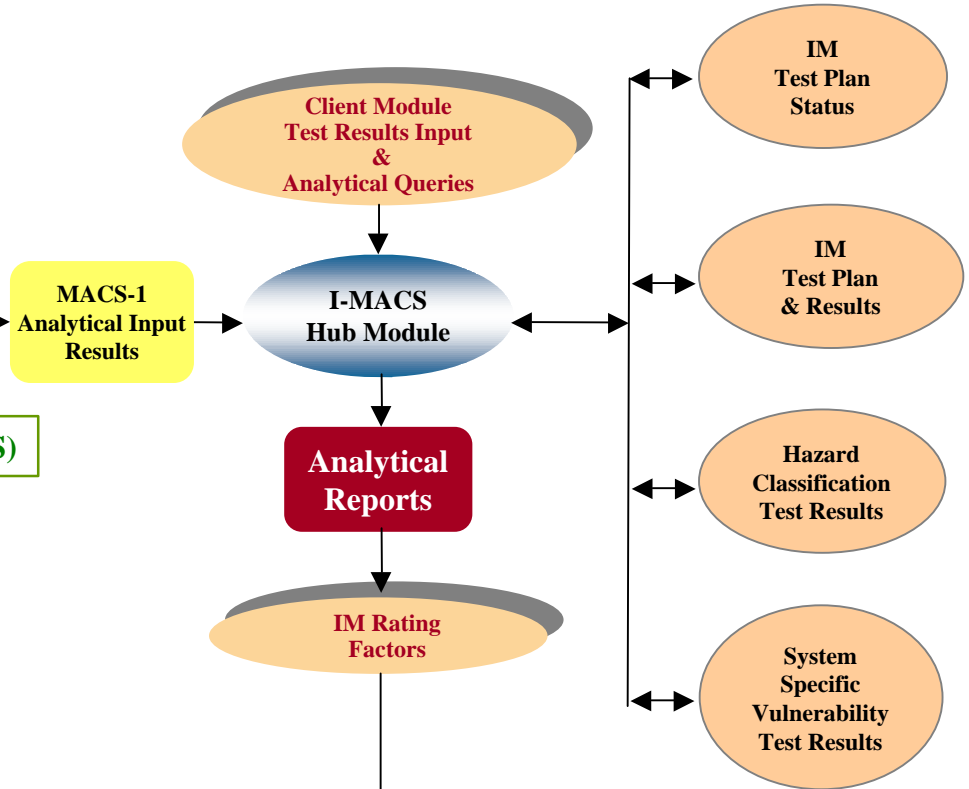 IM
Test Plan
Status
Client Module
Test Results Input
&
Analytical Queries
IM
Test Plan
& Results
MACS-1
Analytical Input
Results
I-MACS
Hub Module
S)
Analytical
Reports
Hazard
Classification
Test Results
IM Rating
Factors
System
Specific
Vulnerability
Test Results